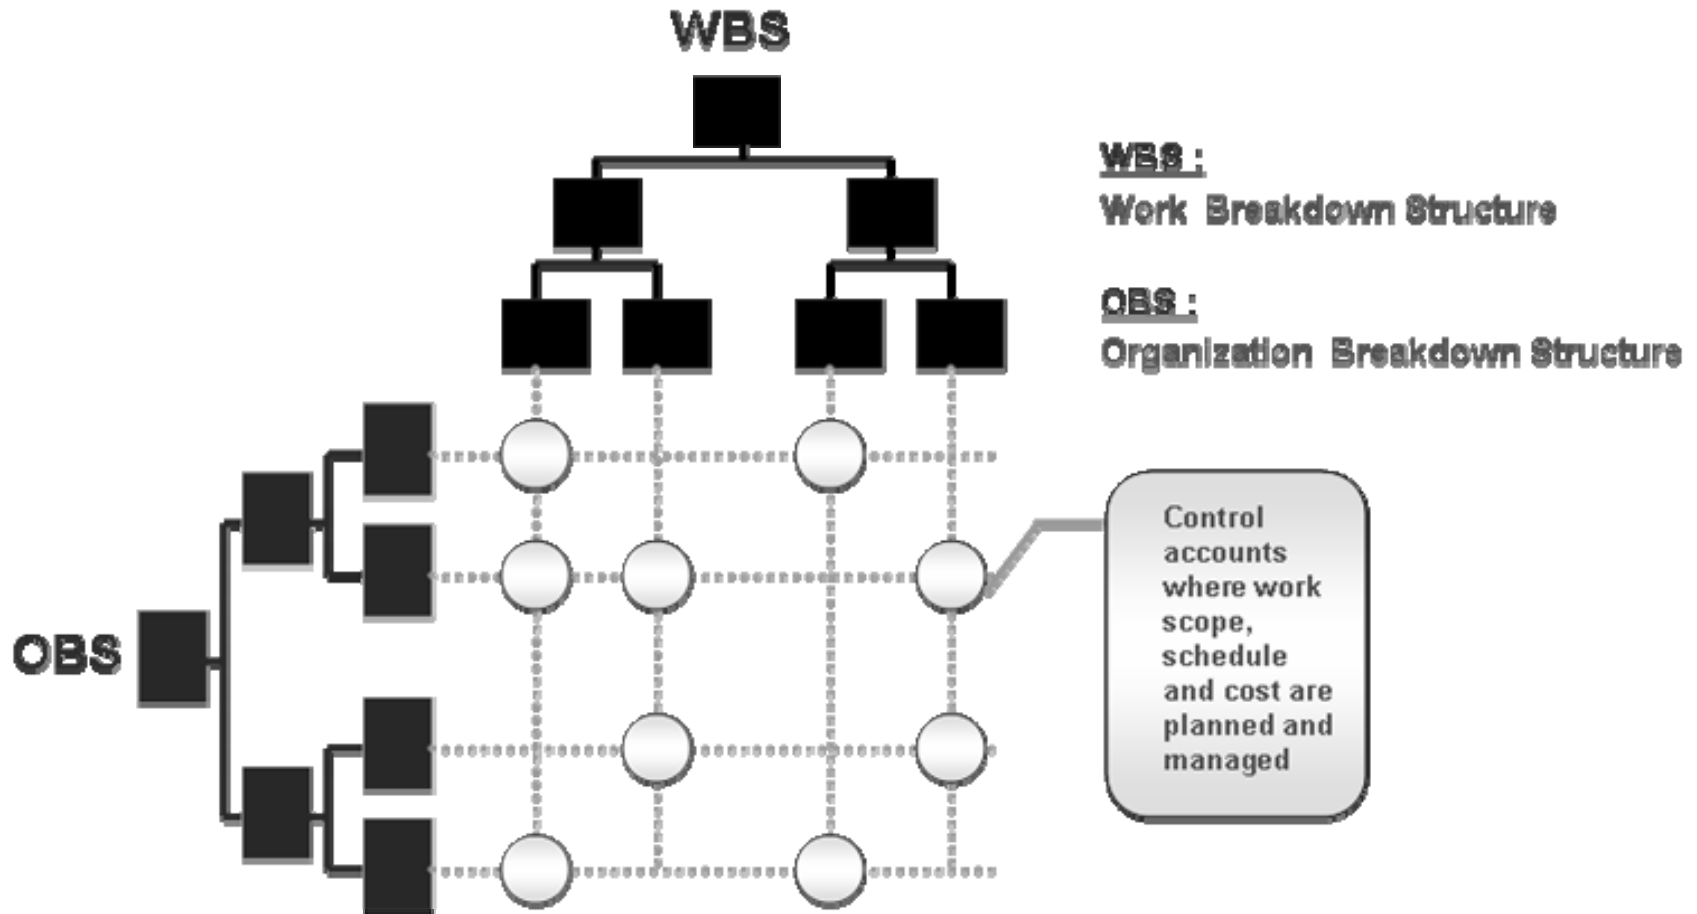 WBS
WBS :
Work Breakdown Structure
OBS :
Organization Breakdown Structure
Control
accounts
where work
scope,
schedule
and cost are
planned and
managed
OBS